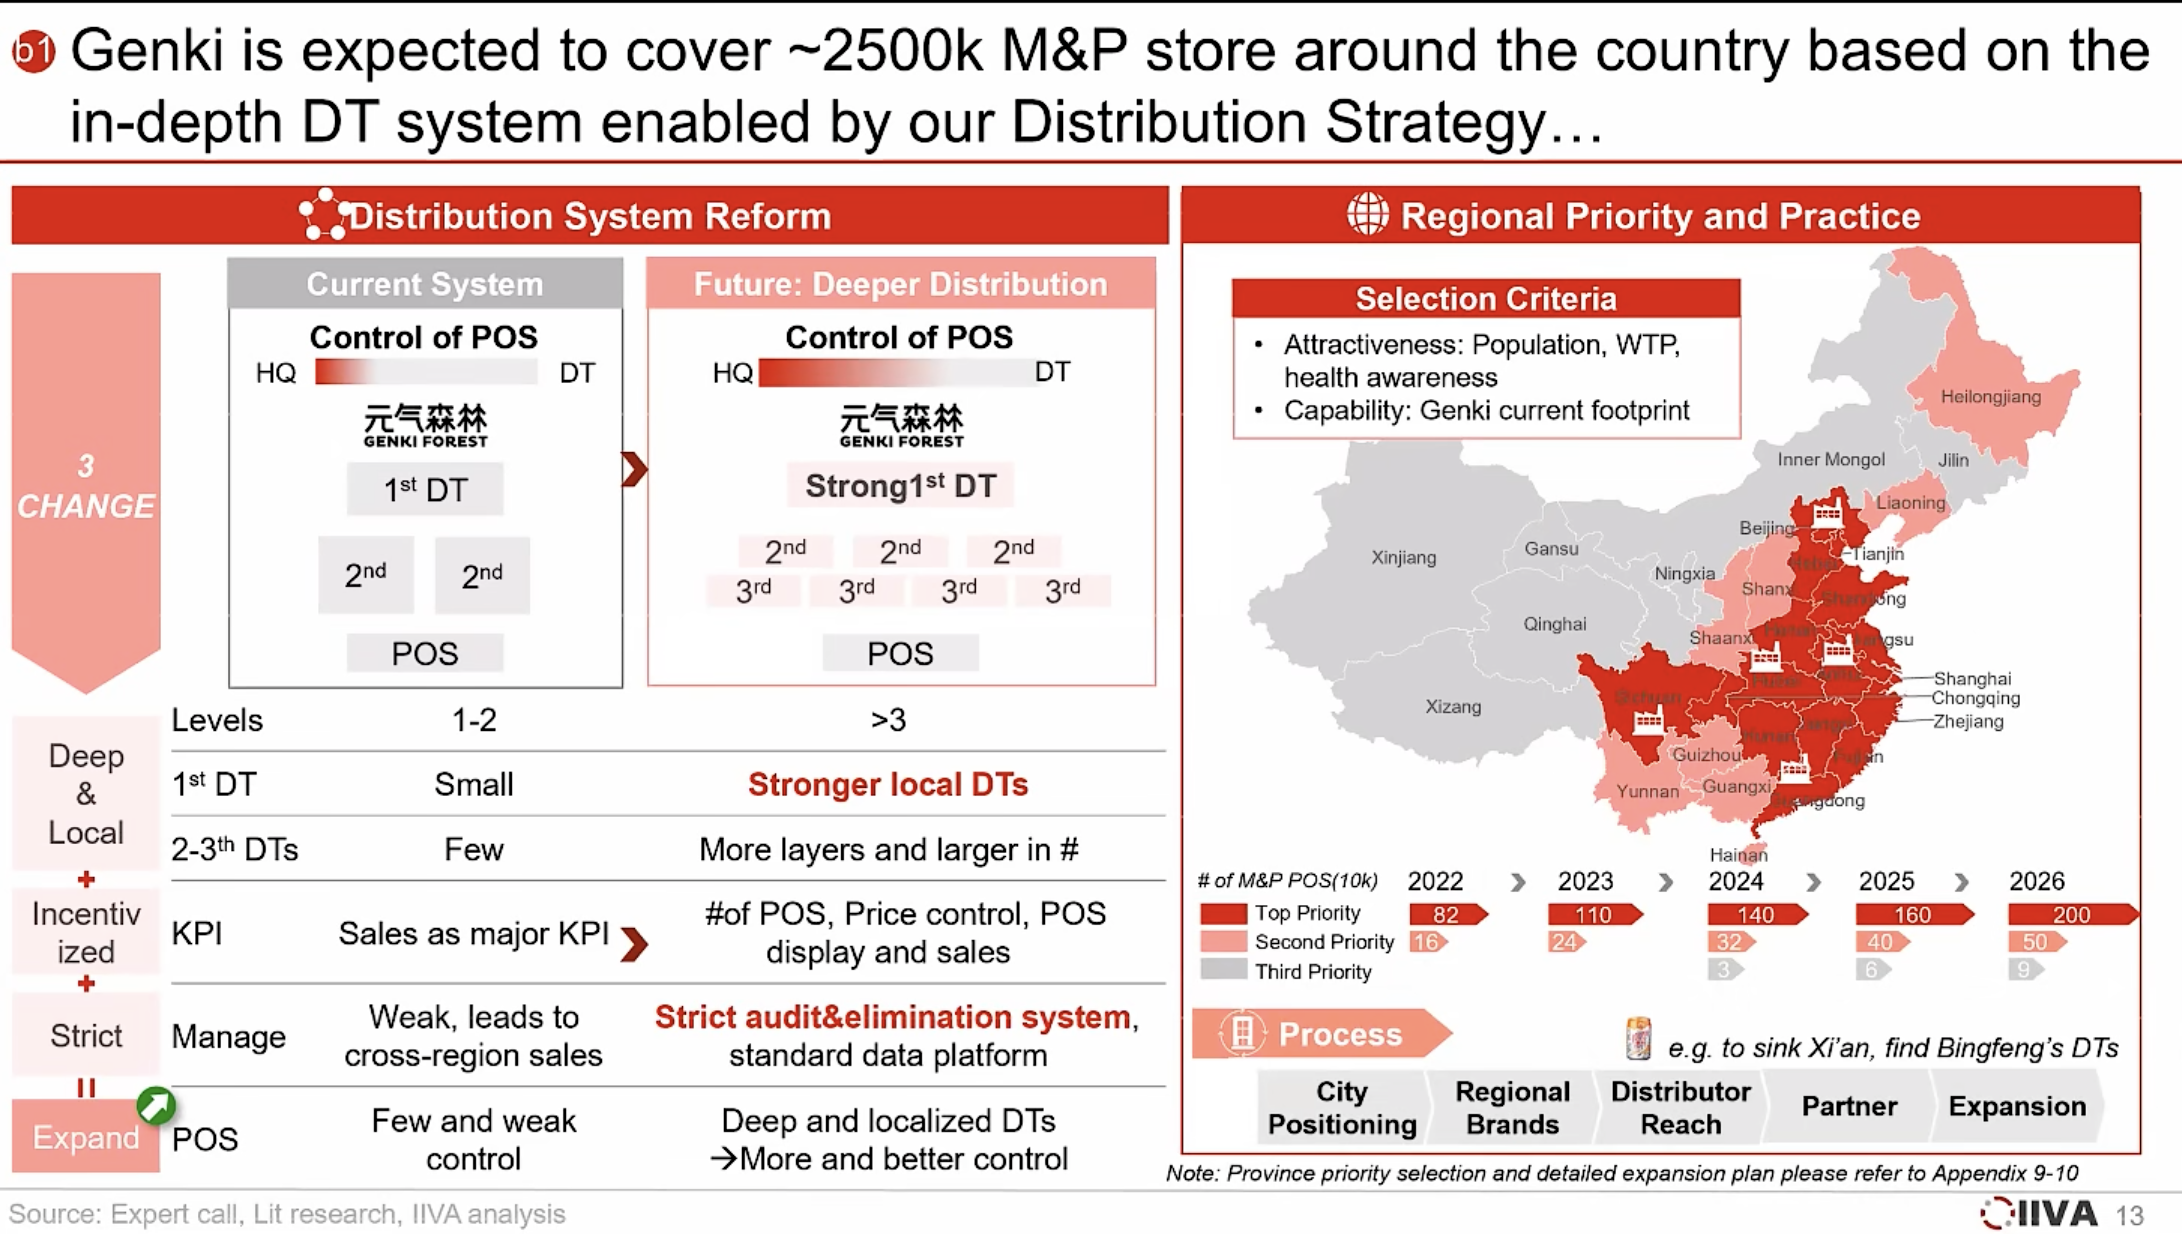 b1 Genki is expected to cover ~2500k M&P store around the country based on the
in-depth DT system enabled by our Distribution Strategy…
Distribution System Reform
3
CHANGE
Current System
Control of POS
HQ DT
元气森林
GENKI FOREST
1st DT
2nd 2nd
POS
Future: Deeper Distribution
Control of POS
HQ DT
元气森林
GENKI FOREST
Strong1st DT
2nd 2nd 2nd
3rd 3rd 3rd 3rd
POS
Deep
&
Local
+
Incentiv
ized
+
Strict
Expand
Levels 1-2 >3
1st DT Small Stronger local DTs
2-3th DTs Few More layers and larger in #
KPI Sales as major KPI #of POS, Price control, POS
display and sales
Manage Weak, leads to
cross-region sales
Strict audit&elimination system,
standard data platform
POS Few and weak
control
Deep and localized DTs
→More and better control
Regional Priority and Practice
Selection Criteria
• Attractiveness: Population, WTP,
health awareness
• Capability: Genki current footprint
Heilongjiang
Inner Mongol
Jilin
Liaoning
Beijing
Tianjin
Xinjiang
Gansu
Ningxia
Shanx
Shandong
Qinghai
Shaanxi
Xizang
Shanghai
Chongqing
Zhejiang
Guizhou
Yunnan
Guangxi
Hainan
# of M&P POS(10k) 2022 2023 2024 2025 2026
Top Priority 82 110 140 160 200
Second Priority 16 24 32 40 50
Third Priority 3 6 9
Process
e.g. to sink Xi'an, find Bingfeng's DTs
City
Positioning
Regional
Brands
Distributor
Reach
Partner
Expansion
Note: Province priority selection and detailed expansion plan please refer to Appendix 9-10
Source: Expert call, Lit research, IIVA analysis
IIVA 13